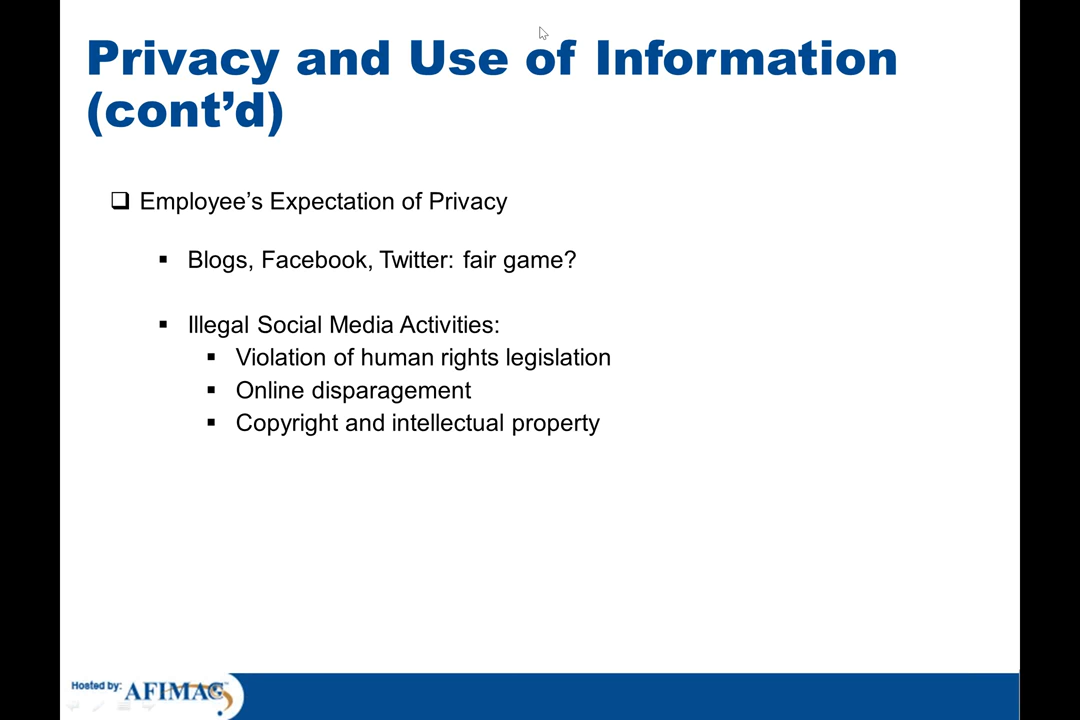 Privacy and Use of Information
(cont’d)
❑ Employee’s Expectation of Privacy
▪ Blogs, Facebook, Twitter: fair game?
▪ Illegal Social Media Activities:
▪ Violation of human rights legislation
▪ Online disparagement
▪ Copyright and intellectual property
Hosted by: AFIMAC